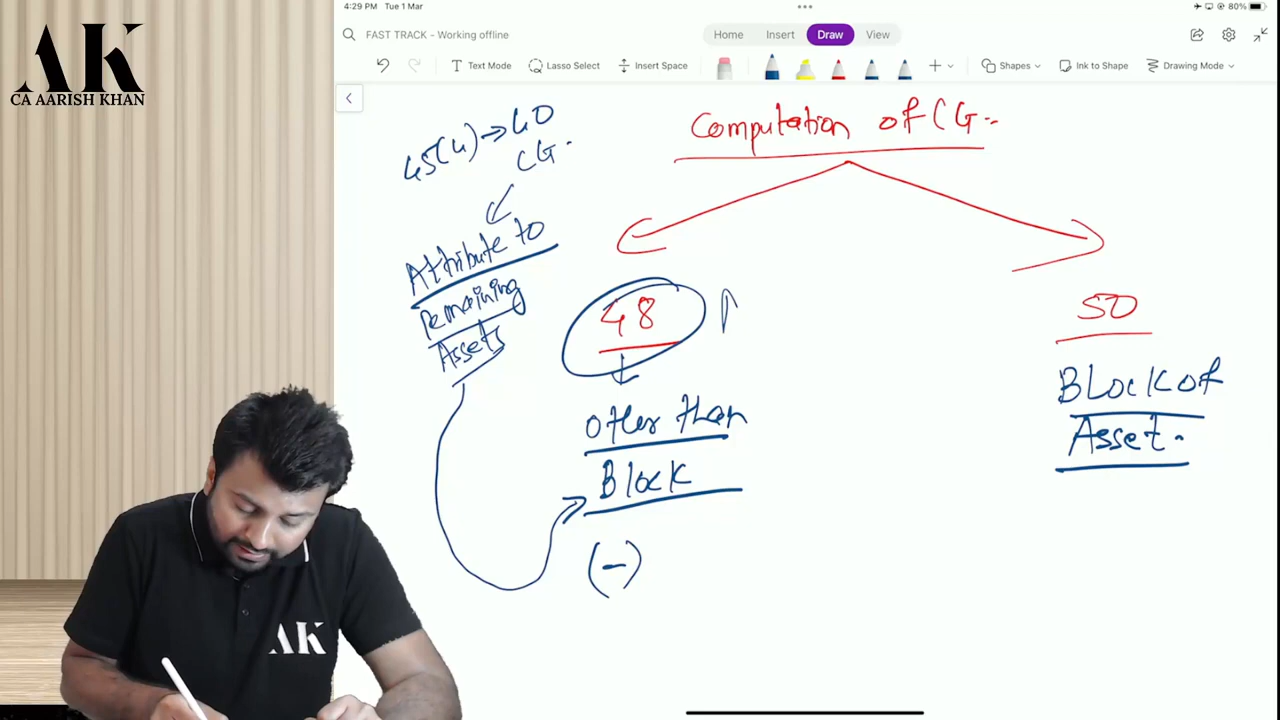 4:29 PM Tue 1 Mar
80%
AK
CA AARISH KHAN
FAST TRACK - Working offline
Home Insert Draw View
Text Mode Lasso Select Insert Space Shapes Ink to Shape Drawing Mode
Computation of CG.
45(4) → 40
CG.
Attribute to
Remaining
Assets
48
other than
Block
(-)
50
Block of
Asset.
AK